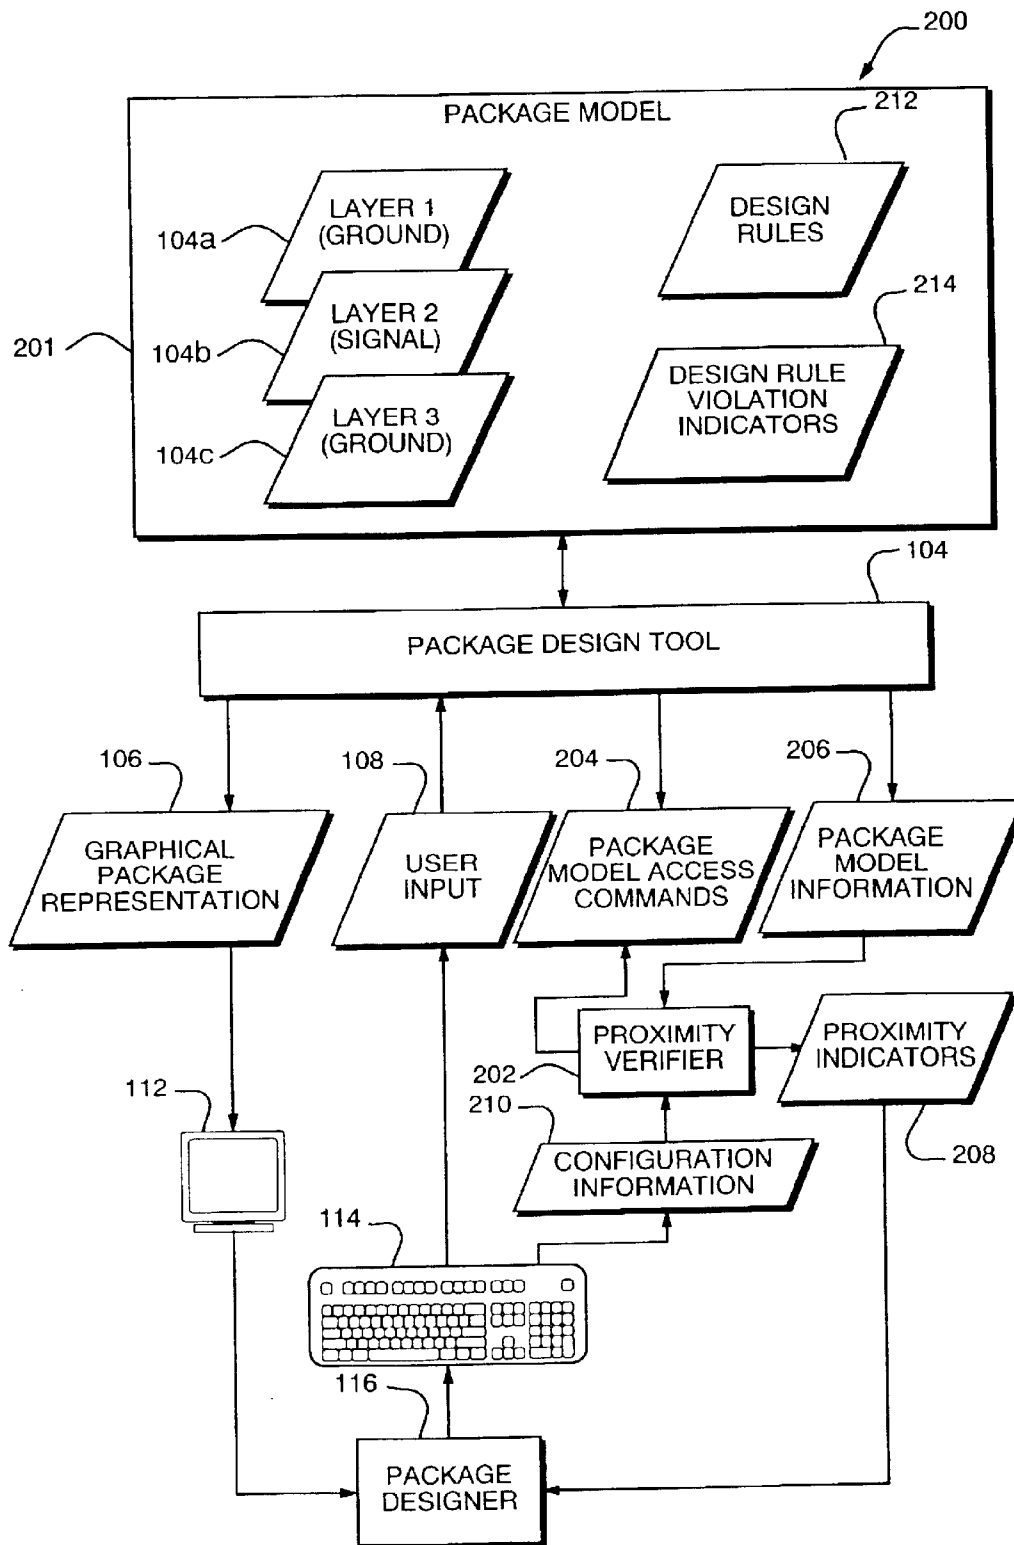 200
PACKAGE MODEL
212
LAYER 1
(GROUND)
104a
DESIGN
RULES
214
LAYER 2
(SIGNAL)
201
104b
DESIGN RULE
VIOLATION
INDICATORS
LAYER 3
(GROUND)
104c
104
PACKAGE DESIGN TOOL
106
108
204
206
GRAPHICAL
PACKAGE
REPRESENTATION
USER
INPUT
PACKAGE
MODEL ACCESS
COMMANDS
PACKAGE
MODEL
INFORMATION
PROXIMITY
VERIFIER
PROXIMITY
INDICATORS
202
112
210
208
CONFIGURATION
INFORMATION
114
116
PACKAGE
DESIGNER